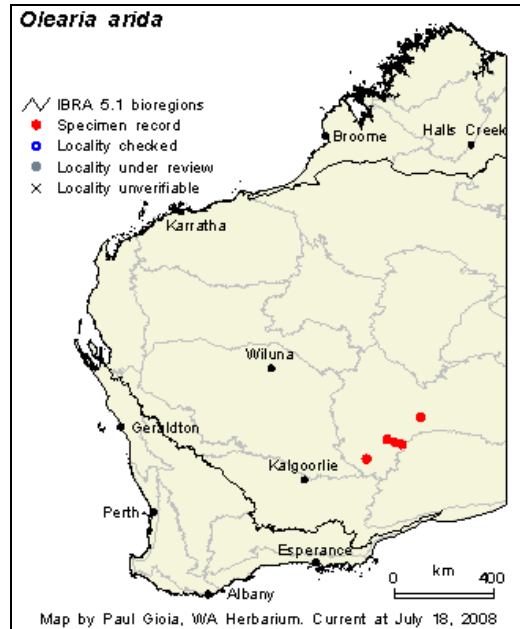 Olearia arida
IBRA 5.1 bioregions
Specimen record
Locality checked
Locality under review
Locality unverifiable
Broome
Halls Creek
Karratha
Wiluna
Geraldton
Kalgoorlie
Perth
Esperance
Albany
km
0 400
Map by Paul Gioia, WA Herbarium. Current at July 18, 2008